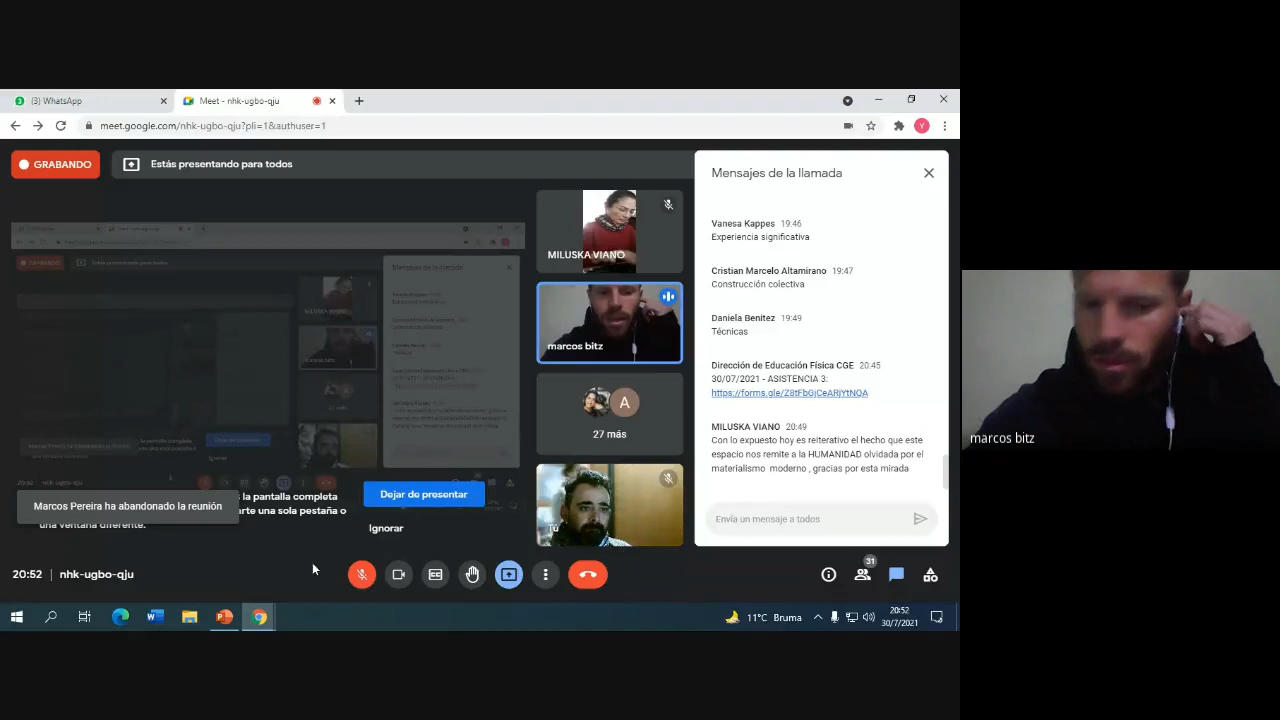 (3) WhatsApp
Meet - nhk-ugbo-qju
meet.google.com/nhk-ugbo-qju?pli=1&authuser=1
Y
GRABANDO
Estás presentando para todos
MILUSKA VIANO
marcos bitz
A
27 más
Tú
Mensajes de la llamada
Vanesa Kappes 19:46
Experiencia significativa
Cristian Marcelo Altamirano 19:47
Construcción colectiva
Daniela Benitez 19:49
Técnicas
Dirección de Educación Física CGE 20:45
30/07/2021 - ASISTENCIA 3:
https://forms.gle/Z8tFbGjCeARjYtNQA
MILUSKA VIANO 20:49
Con lo expuesto hoy es reiterativo el hecho que este
espacio nos remite a la HUMANIDAD olvidada por el
materialismo moderno , gracias por esta mirada
Envía un mensaje a todos
Marcos Pereira ha abandonado la reunión
la pantalla completa
arte una sola pestaña o
una ventana diferente.
Dejar de presentar
Ignorar
20:52 | nhk-ugbo-qju
31
11°C Bruma
20:52
30/7/2021
marcos bitz